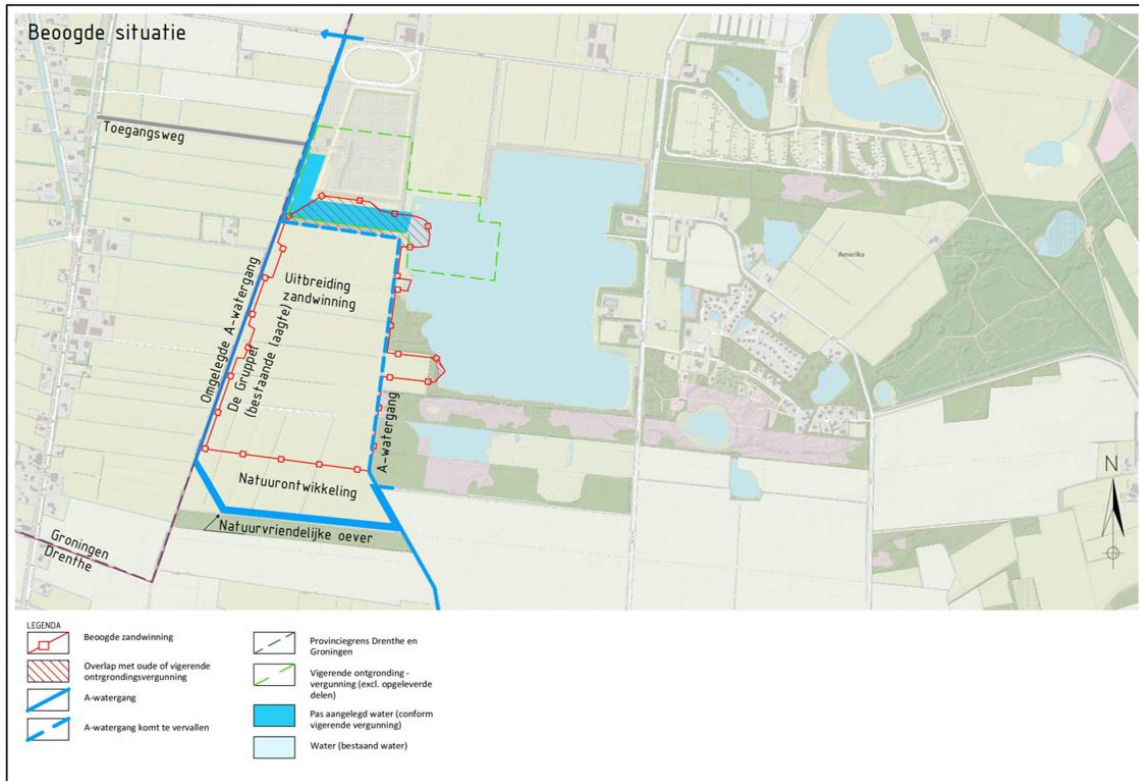 Beoogde situatie
Toegangsweg
Omgelegde A-watergang
De Gruppel
(bestaande laagte)
Uitbreiding
zandwinning
A-watergang
Natuurontwikkeling
Natuurvriendelijke oever
Groningen
Drenthe
Amerika
N
LEGENDA
Beoogde zandwinning
Overlap met oude of vigerende
ontrgrondingsvergunning
A-watergang
A-watergang komt te vervallen
Provinciegrens Drenthe en
Groningen
Vigerende ontgronding -
vergunning (excl. opgeleverde
delen)
Pas aangelegd water (conform
vigerende vergunning)
Water (bestaand water)